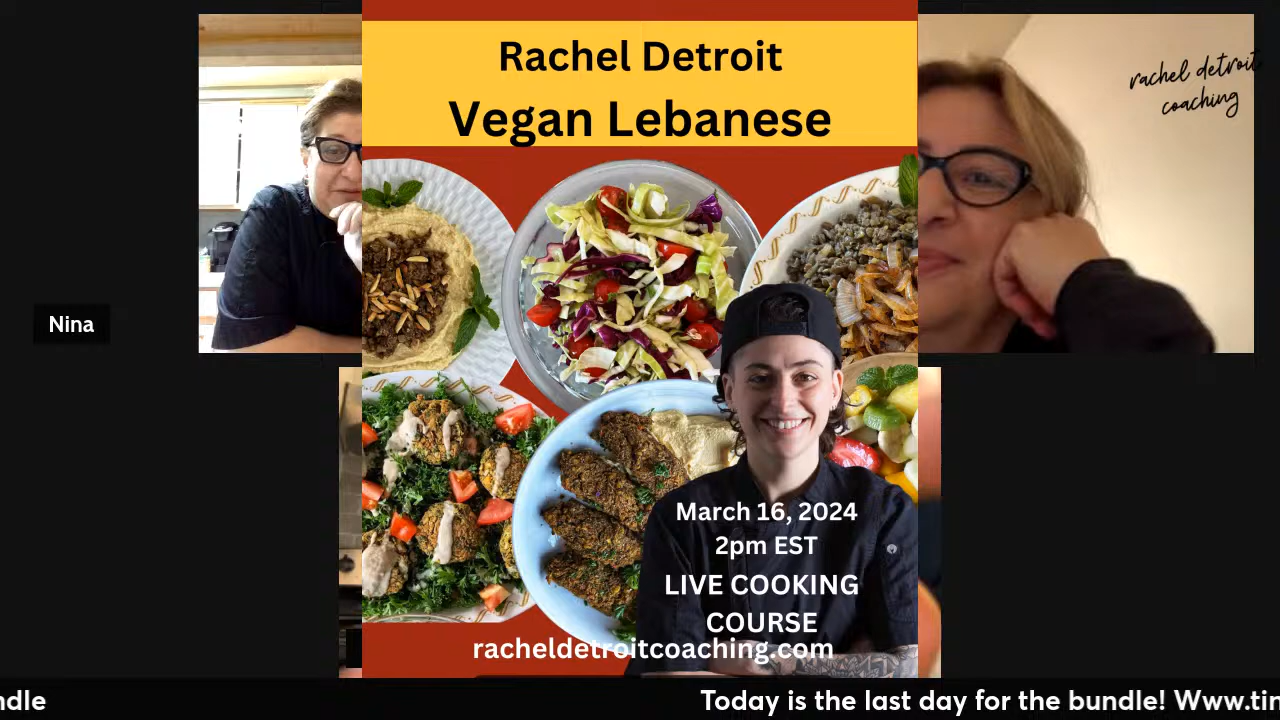 Rachel Detroit
Vegan Lebanese
rachel detroit
coaching
Nina
March 16, 2024
2pm EST
LIVE COOKING
COURSE
racheldetroitcoaching.com
ndle
Today is the last day for the bundle! Www.tin